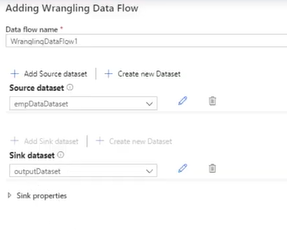 Adding Wrangling Data Flow
Data flow name *
WranglingDataFlow1
+ Add Source dataset | + Create new Dataset
Source dataset
empDataDataset
+ Add Sink dataset | + Create new Dataset
Sink dataset
outputDataset
Sink properties